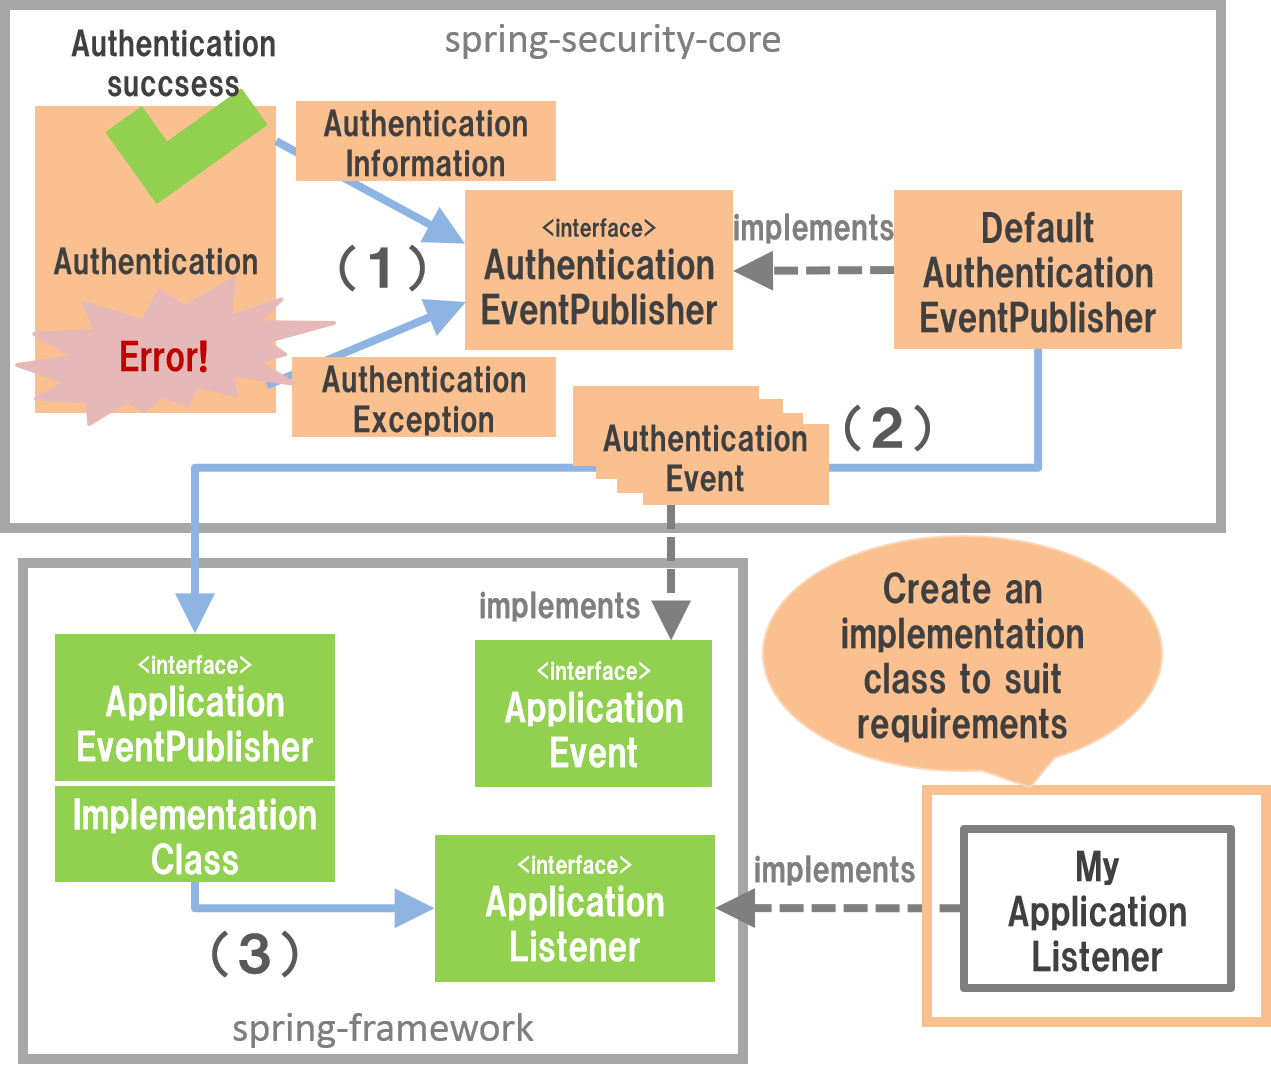 spring-security-core
Authentication
succsess
Authentication
Information
Authentication
Error!
(1)
Authentication
Exception
<interface>
Authentication
EventPublisher
implements
Default
Authentication
EventPublisher
(2)
Authentication
Event
implements
<interface>
Application
EventPublisher
Implementation
Class
<interface>
Application
Event
Create an
implementation
class to suit
requirements
(3)
<interface>
Application
Listener
implements
My
Application
Listener
spring-framework